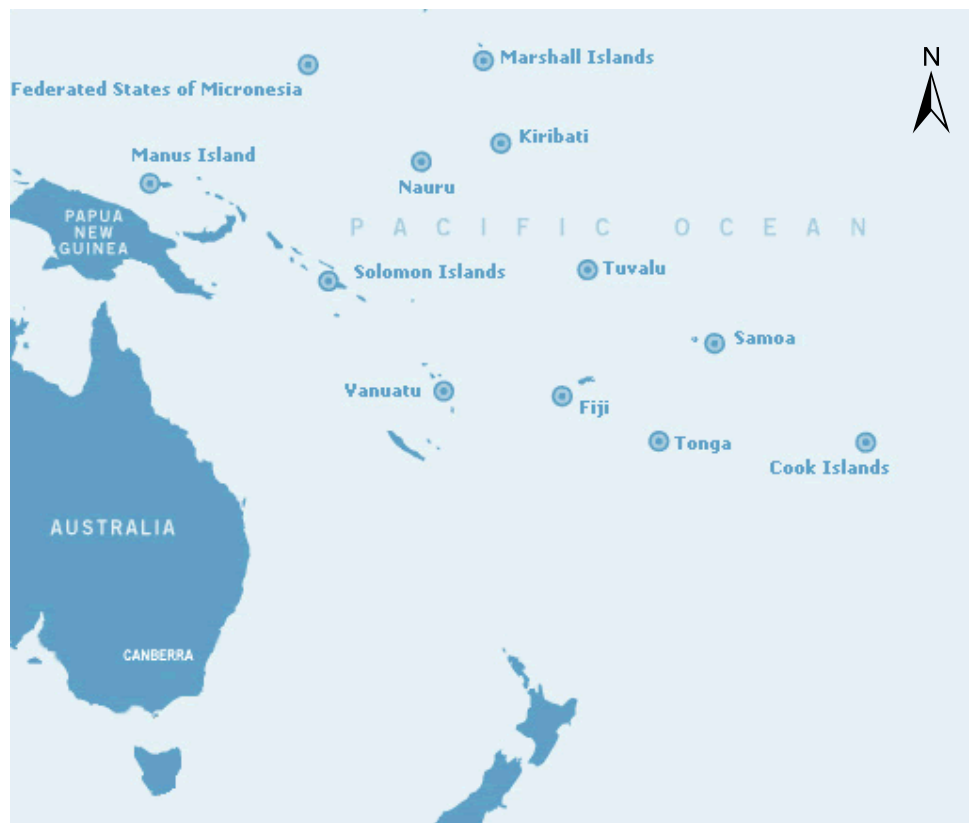 Marshall Islands
N
Federated States of Micronesia
Kiribati
Manus Island
Nauru
PAPUA
NEW
GUINEA
PACIFIC OCEAN
Solomon Islands
Tuvalu
Samoa
Vanuatu
Fiji
Tonga
Cook Islands
AUSTRALIA
CANBERRA